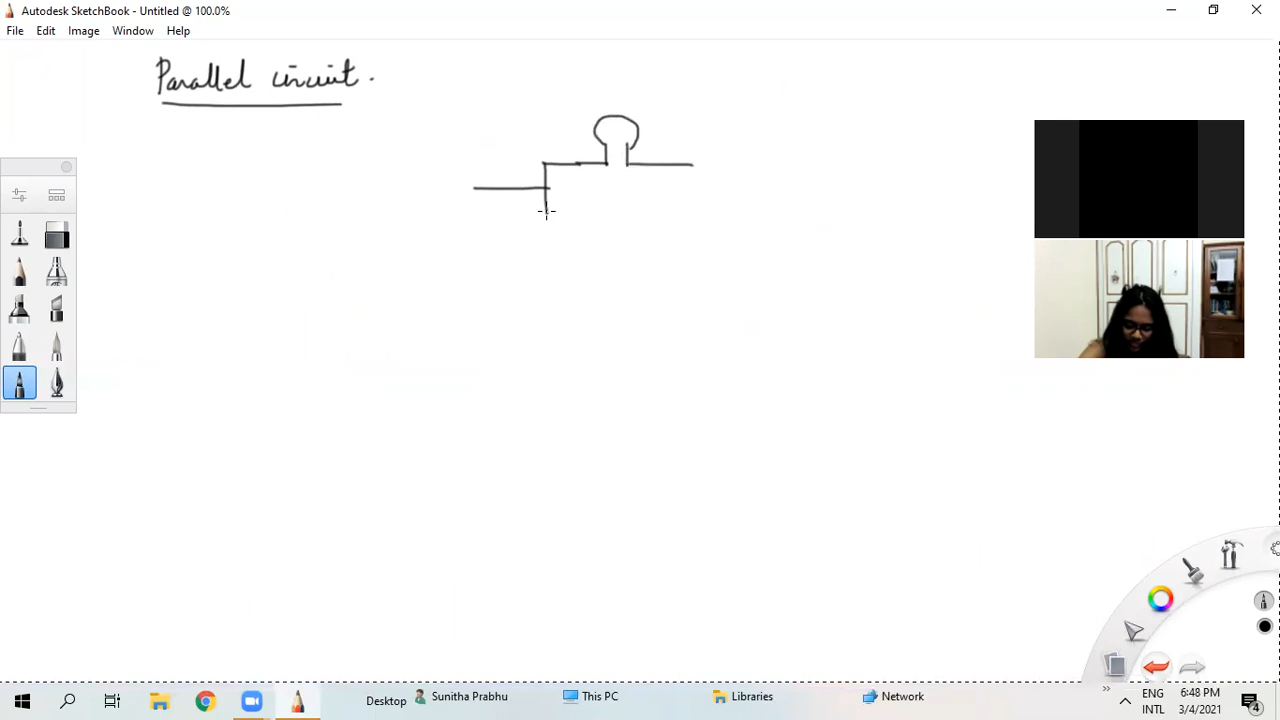 Autodesk SketchBook - Untitled @ 100.0%
File Edit Image Window Help
Parallel circuit.
Desktop Sunitha Prabhu This PC Libraries Network
ENG
INTL
6:48 PM
3/4/2021
4